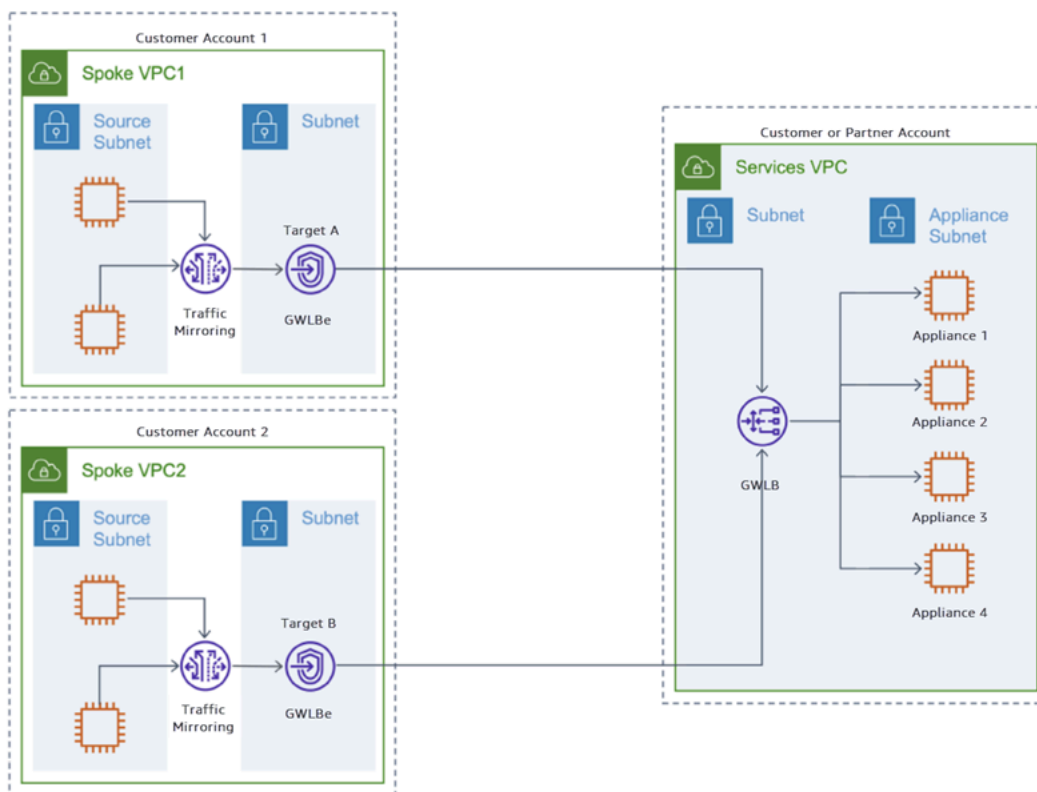 Customer Account 1
Spoke VPC1
Source
Subnet
Subnet
Target A
Traffic
Mirroring
GWLBe
Customer Account 2
Spoke VPC2
Source
Subnet
Subnet
Target B
Traffic
Mirroring
GWLBe
Customer or Partner Account
Services VPC
Subnet
Appliance
Subnet
Appliance 1
Appliance 2
GWLB
Appliance 3
Appliance 4